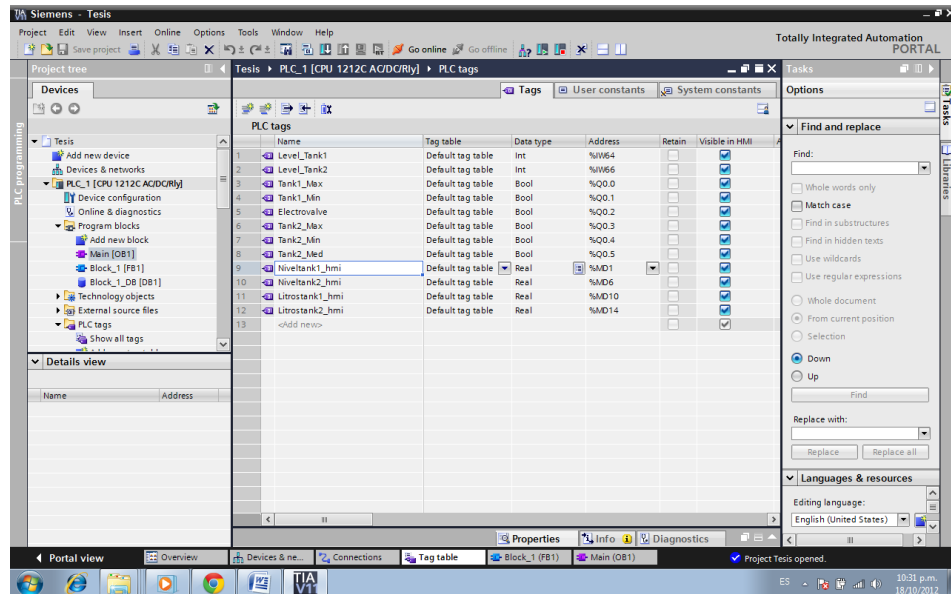 Siemens - Tesis
Project Edit View Insert Online Options Tools Window Help
Totally Integrated Automation
PORTAL
Save project
Go online
Go offline
Project tree
Tesis PLC_1 [CPU 1212C AC/DC/Rly] PLC tags
Tasks
Devices
Tags
User constants
System constants
Options
PLC programming
PLC tags
Name Tag table Data type Address Retain Visible in HMI
1 Level_Tank1 Default tag table Int %IW64
2 Level_Tank2 Default tag table Int %IW66
3 Tank1_Max Default tag table Bool %Q0.0
4 Tank1_Min Default tag table Bool %Q0.1
5 Electrovalve Default tag table Bool %Q0.2
6 Tank2_Max Default tag table Bool %Q0.3
7 Tank2_Min Default tag table Bool %Q0.4
8 Tank2_Med Default tag table Bool %Q0.5
9 Niveltank1_hmi Default tag table Real %MD1
10 Niveltank2_hmi Default tag table Real %MD6
11 Litrostank1_hmi Default tag table Real %MD10
12 Litrostank2_hmi Default tag table Real %MD14
13 <Add new>
Tesis
Add new device
Devices & networks
PLC_1 [CPU 1212C AC/DC/Rly]
Device configuration
Online & diagnostics
Program blocks
Add new block
Main [OB1]
Block_1 [FB1]
Block_1_DB [DB1]
Technology objects
External source files
PLC tags
Show all tags
Details view
Name Address
Find and replace
Find:
Whole words only
Match case
Find in substructures
Find in hidden texts
Use wildcards
Use regular expressions
Whole document
From current position
Selection
Down
Up
Find
Replace with:
Replace Replace all
Languages & resources
Editing language:
English (United States)
Tasks
Libraries
Properties
Info
Diagnostics
Portal view
Overview
Devices & ne...
Connections
Tag table
Block_1 (FB1)
Main (OB1)
Project Tesis opened.
TIA
V11
ES
10:31 p.m.
18/10/2012